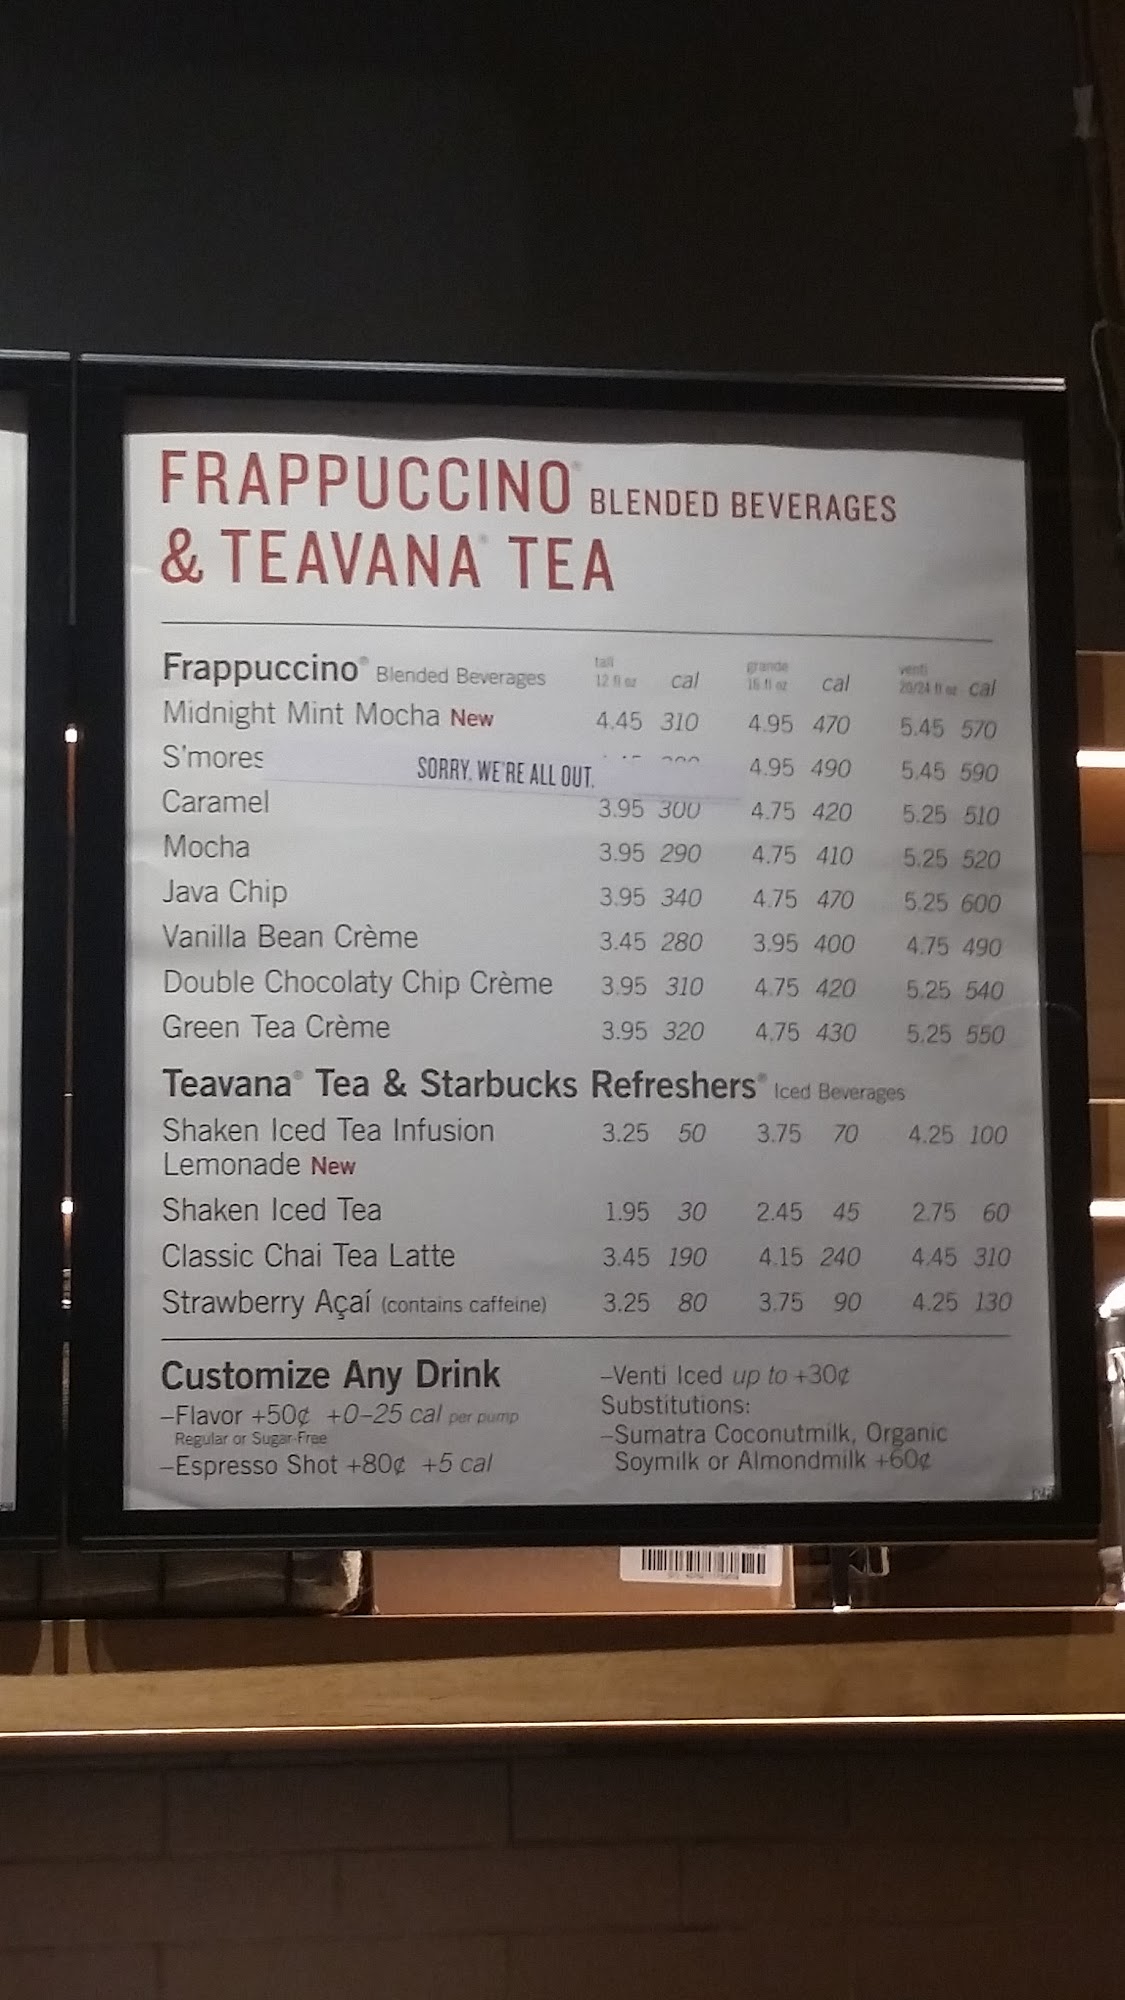 FRAPPUCCINO® BLENDED BEVERAGES
& TEAVANA® TEA
Frappuccino® Blended Beverages tall 12 fl oz cal grande 16 fl oz cal venti 20/24 fl oz cal
Midnight Mint Mocha New 4.45 310 4.95 470 5.45 570
S'mores SORRY, WE'RE ALL OUT. 4.95 490 5.45 590
Caramel 3.95 300 4.75 420 5.25 510
Mocha 3.95 290 4.75 410 5.25 520
Java Chip 3.95 340 4.75 470 5.25 600
Vanilla Bean Crème 3.45 280 3.95 400 4.75 490
Double Chocolaty Chip Crème 3.95 310 4.75 420 5.25 540
Green Tea Crème 3.95 320 4.75 430 5.25 550
Teavana® Tea & Starbucks Refreshers® Iced Beverages
Shaken Iced Tea Infusion 3.25 50 3.75 70 4.25 100
Lemonade New
Shaken Iced Tea 1.95 30 2.45 45 2.75 60
Classic Chai Tea Latte 3.45 190 4.15 240 4.45 310
Strawberry Açaí (contains caffeine) 3.25 80 3.75 90 4.25 130
Customize Any Drink
–Flavor +50¢ +0–25 cal per pump
Regular or Sugar-Free
–Espresso Shot +80¢ +5 cal
–Venti Iced up to +30¢
Substitutions:
–Sumatra Coconutmilk, Organic
Soymilk or Almondmilk +60¢